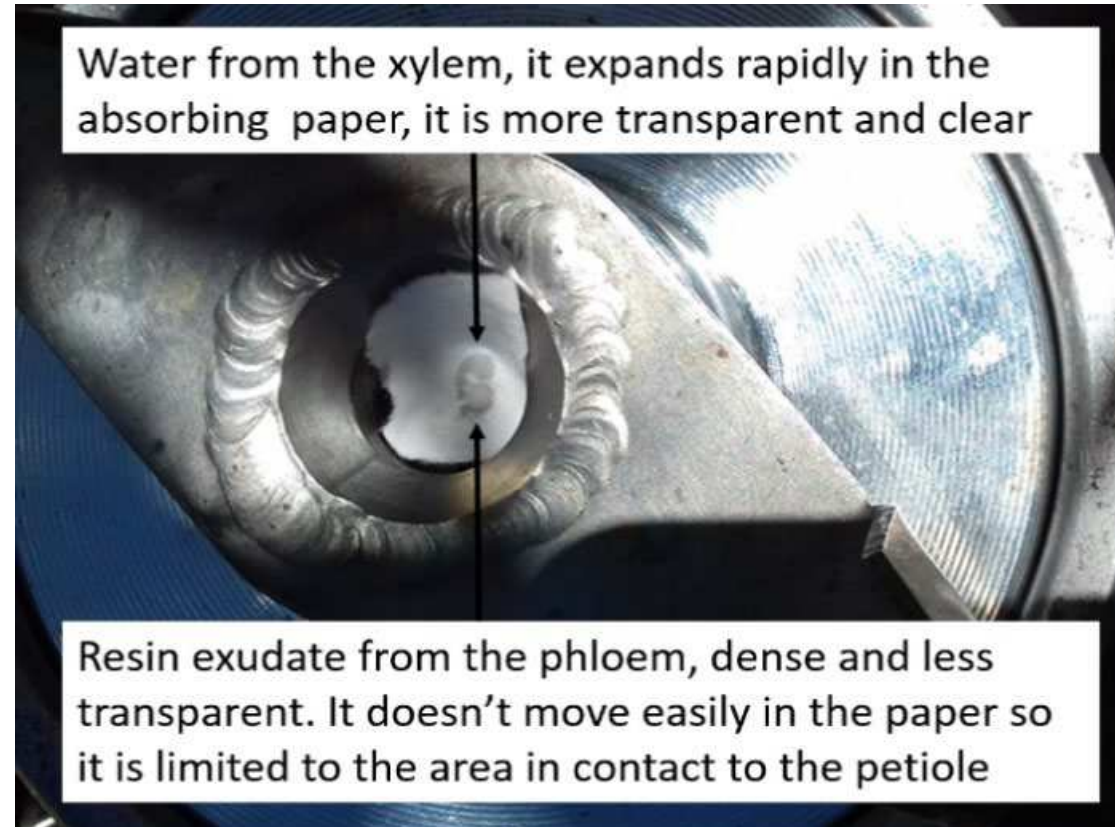 Water from the xylem, it expands rapidly in the
absorbing  paper, it is more transparent and clear
Resin exudate from the phloem, dense and less
transparent. It doesn’t move easily in the paper so
it is limited to the area in contact to the petiole